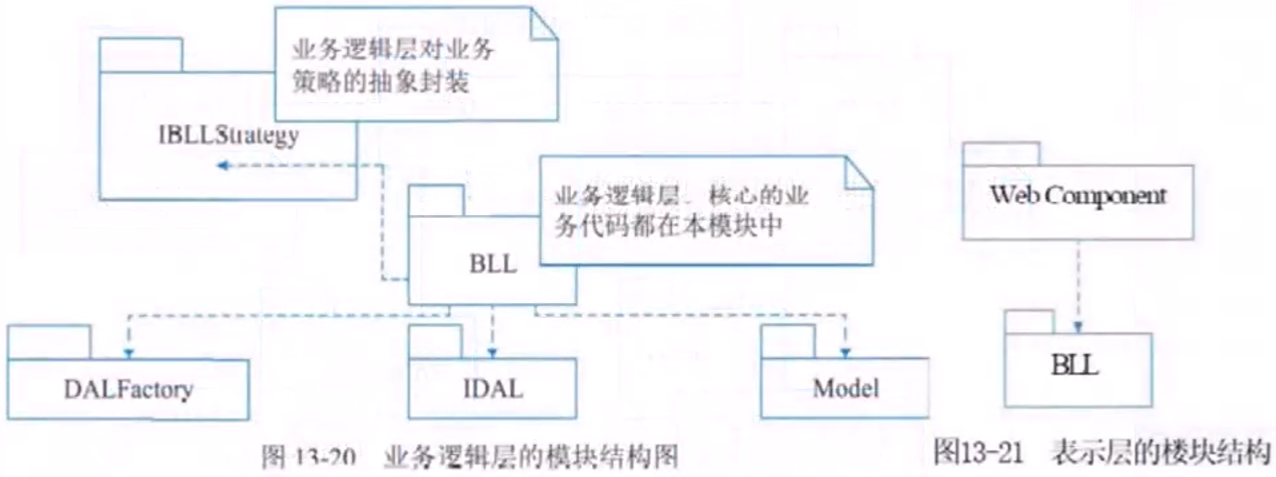 业务逻辑层对业务
策略的抽象封装
IBLLStrategy
业务逻辑层、核心的业
务代码都在本模块中
BLL
DALFactory
IDAL
Model
图 13-20 业务逻辑层的模块结构图
Web Component
BLL
图13-21 表示层的楼块结构